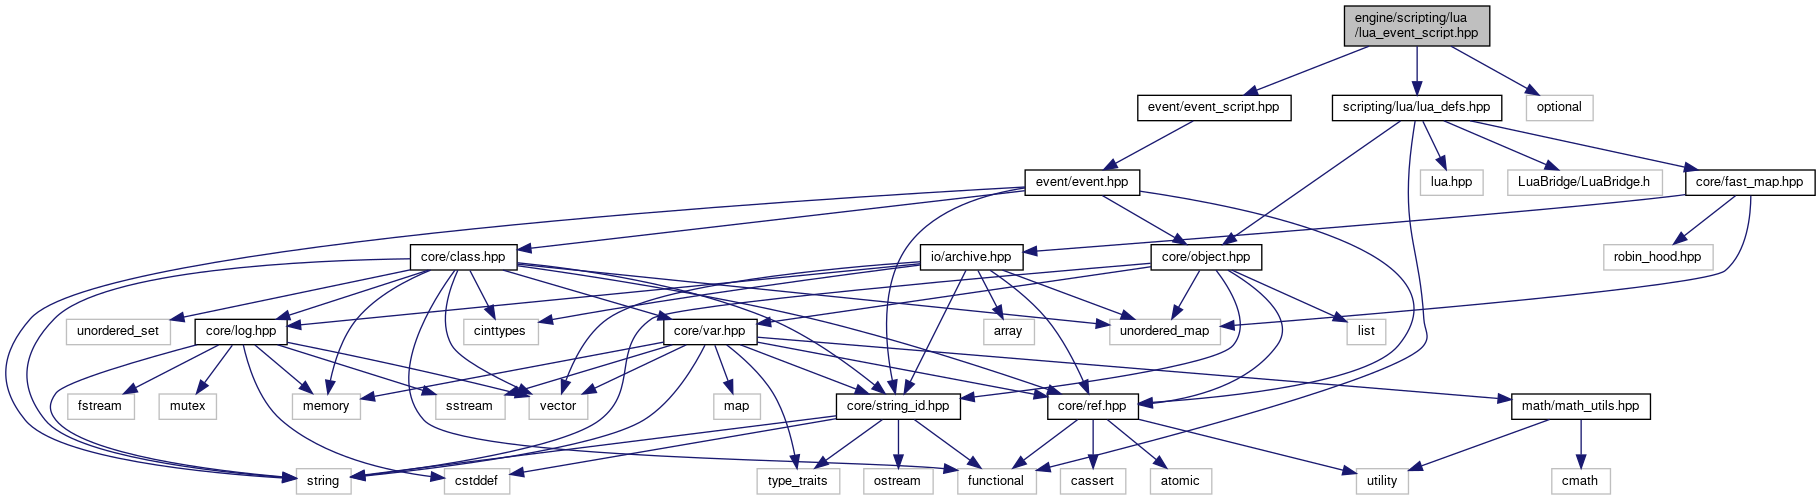 engine/scripting/lua
/lua_event_script.hpp
event/event_script.hpp
scripting/lua/lua_defs.hpp
optional
event/event.hpp
lua.hpp
LuaBridge/LuaBridge.h
core/fast_map.hpp
core/class.hpp
io/archive.hpp
core/object.hpp
robin_hood.hpp
unordered_set
core/log.hpp
cinttypes
core/var.hpp
array
unordered_map
list
fstream
mutex
memory
sstream
vector
map
core/string_id.hpp
core/ref.hpp
math/math_utils.hpp
string
cstddef
type_traits
ostream
functional
cassert
atomic
utility
cmath